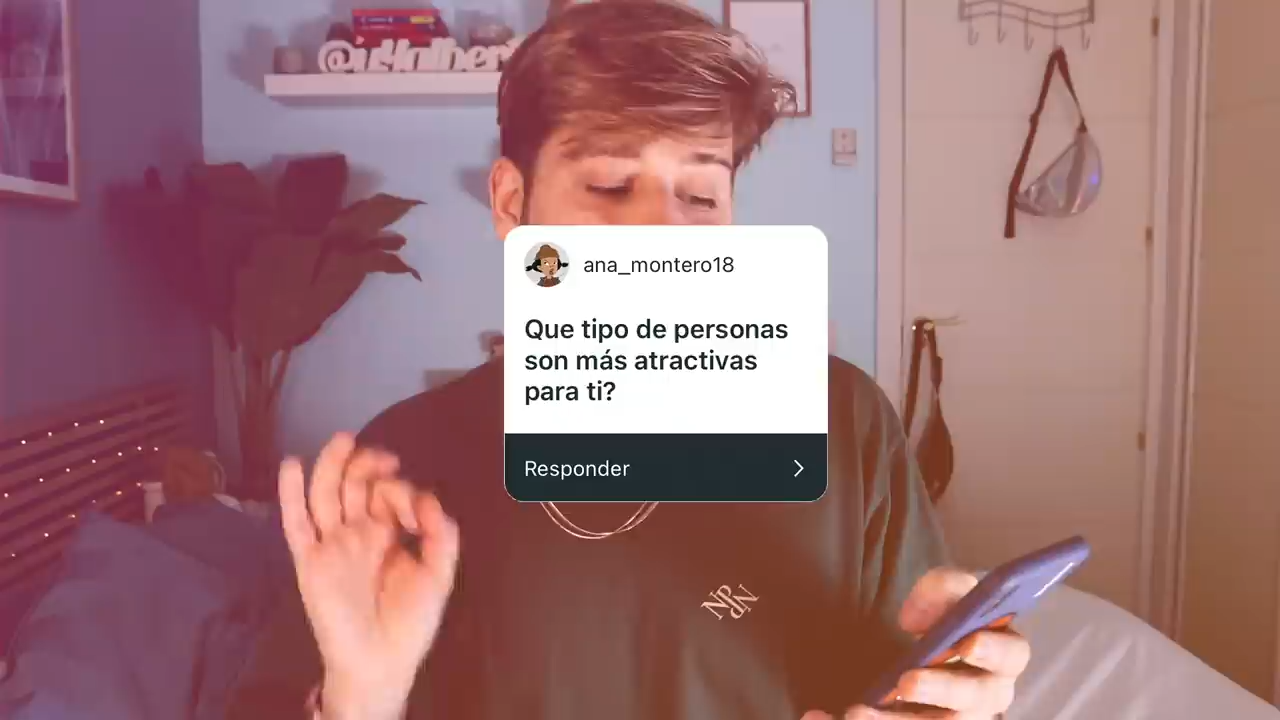 ana_montero18
Que tipo de personas
son más atractivas
para ti?
Responder